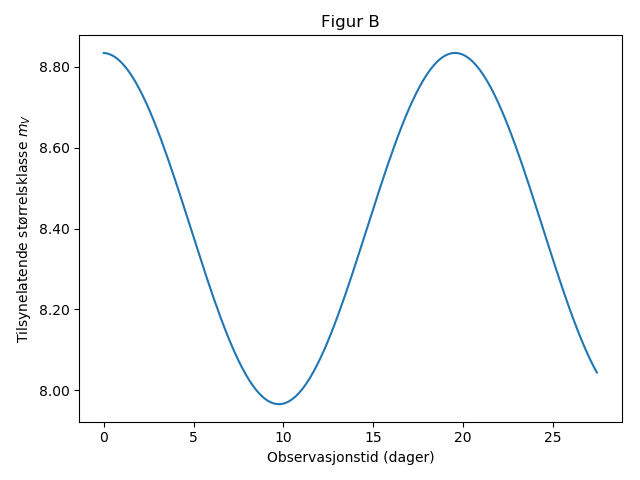 Figur B
Tilsynelatende størrelsklasse $m_V$
8.80
8.60
8.40
8.20
8.00
0 5 10 15 20 25
Observasjonstid (dager)